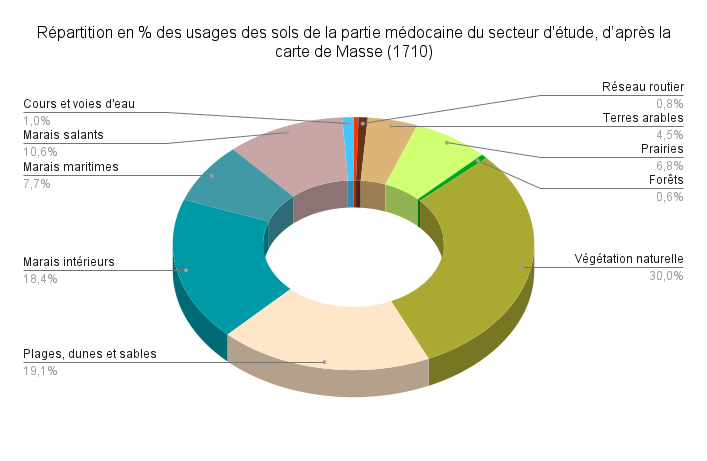 Répartition en % des usages des sols de la partie médocaine du secteur d'étude, d'après la
carte de Masse (1710)
Réseau routier
0,8%
Terres arables
4,5%
Prairies
6,8%
Forêts
0,6%
Végétation naturelle
30,0%
Cours et voies d'eau
1,0%
Marais salants
10,6%
Marais maritimes
7,7%
Marais intérieurs
18,4%
Plages, dunes et sables
19,1%